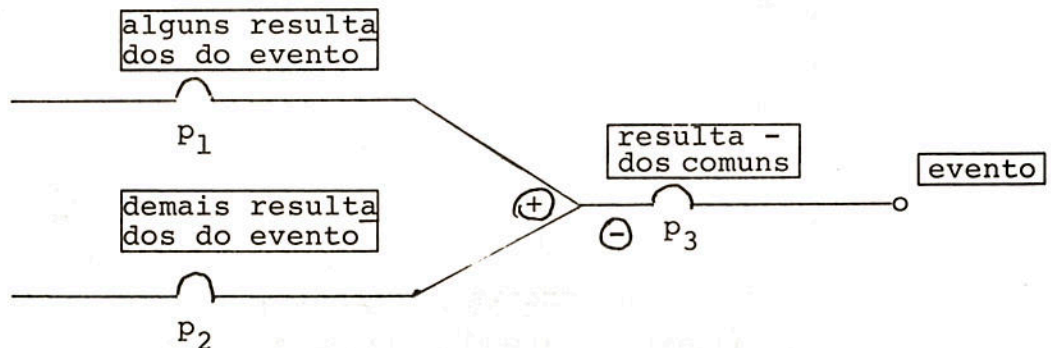 alguns resulta
dos do evento
p1
resulta -
dos comuns
evento
demais resulta
dos do evento
+
-
p3
p2